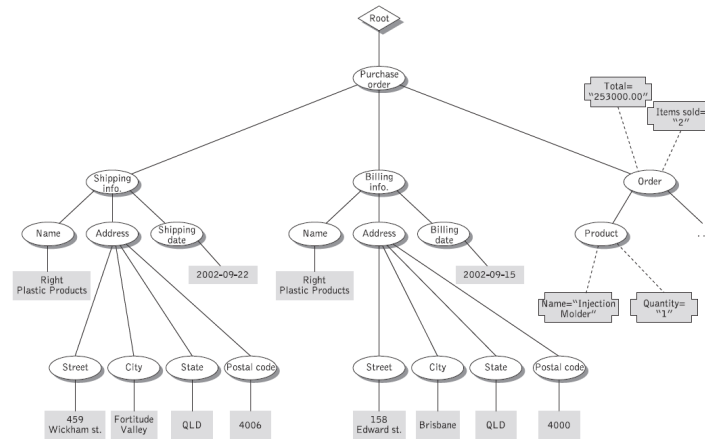 Root
Purchase
order
Total=
"253000.00"
Items sold=
"2"
Shipping
info.
Billing
info.
Order
Name
Address
Shipping
date
Name
Address
Billing
date
Product
..
Right
Plastic Products
2002-09-22
Right
Plastic Products
2002-09-15
Name="Injection
Molder"
Quantity=
"1"
Street
City
State
Postal code
Street
City
State
Postal code
459
Wickham st.
Fortitude
Valley
QLD
4006
158
Edward st.
Brisbane
QLD
4000